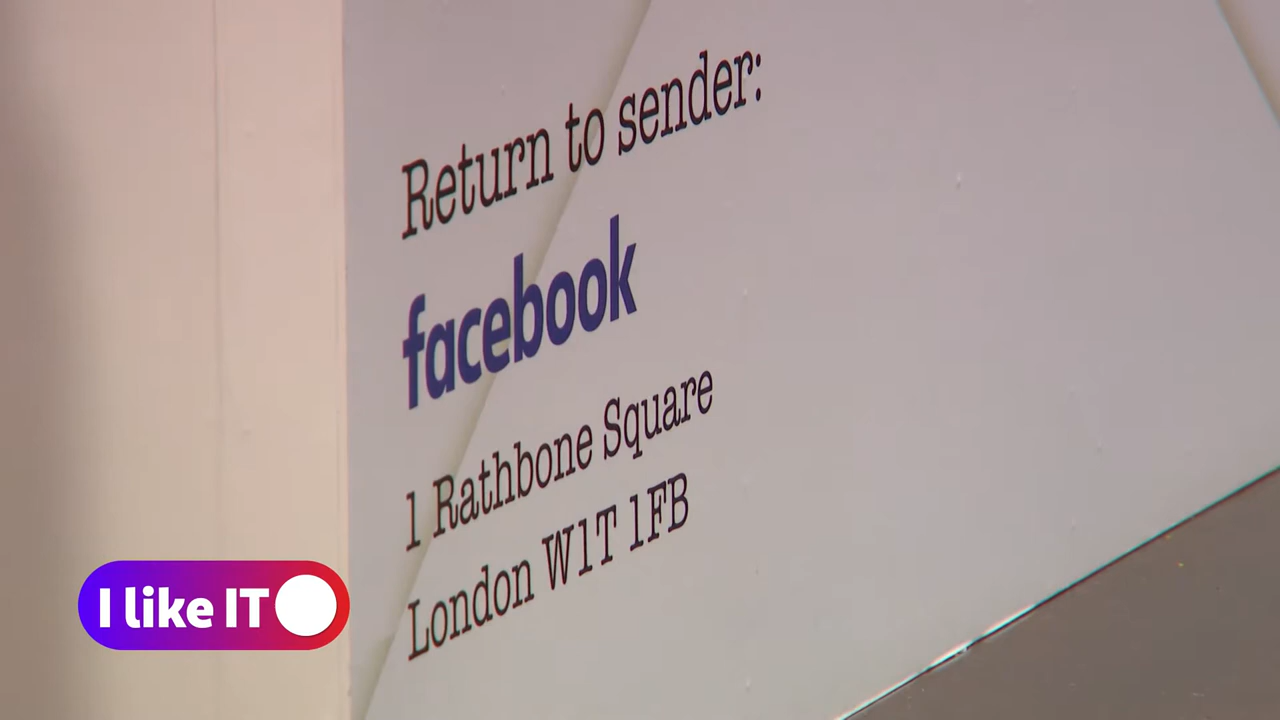 Return to sender:
facebook
1 Rathbone Square
London W1T 1FB
I like IT